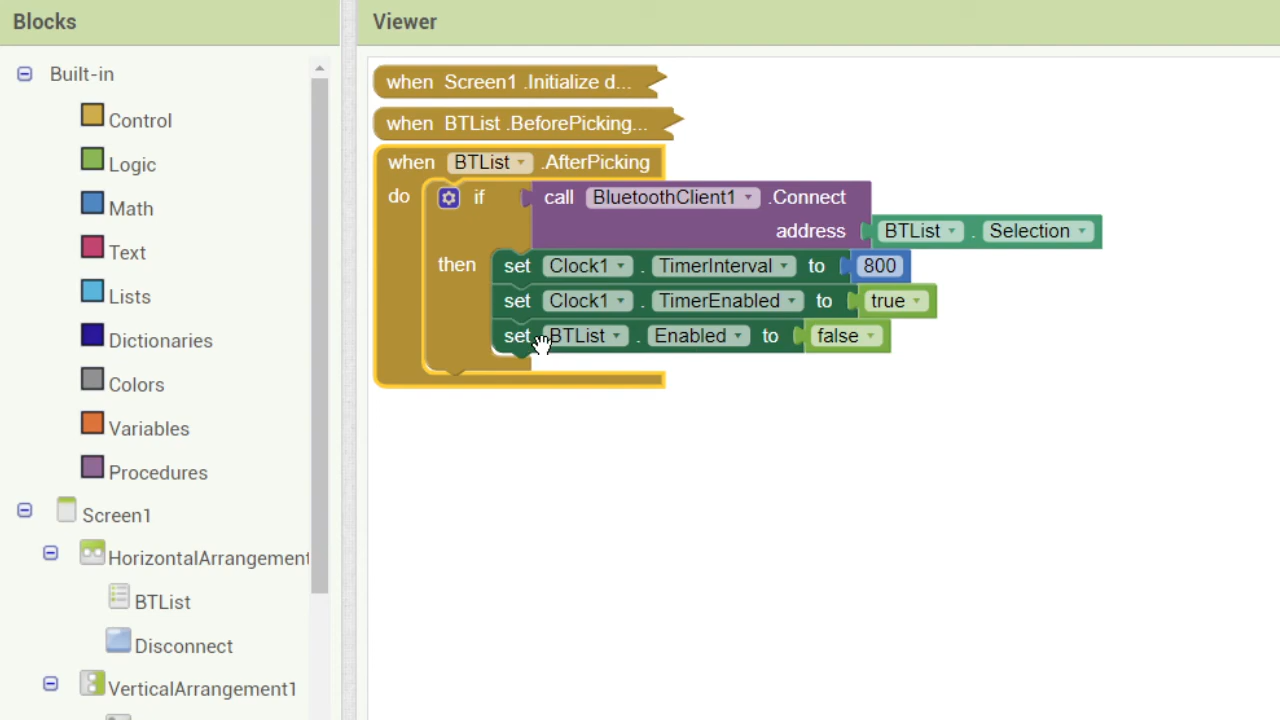 Blocks
Built-in
Control
Logic
Math
Text
Lists
Dictionaries
Colors
Variables
Procedures
Screen1
HorizontalArrangement
BTList
Disconnect
VerticalArrangement1
Viewer
when Screen1 .Initialize d...
when BTList .BeforePicking...
when BTList .AfterPicking
do if call BluetoothClient1 .Connect
address BTList . Selection
then set Clock1 . TimerInterval to 800
set Clock1 . TimerEnabled to true
set BTList . Enabled to false